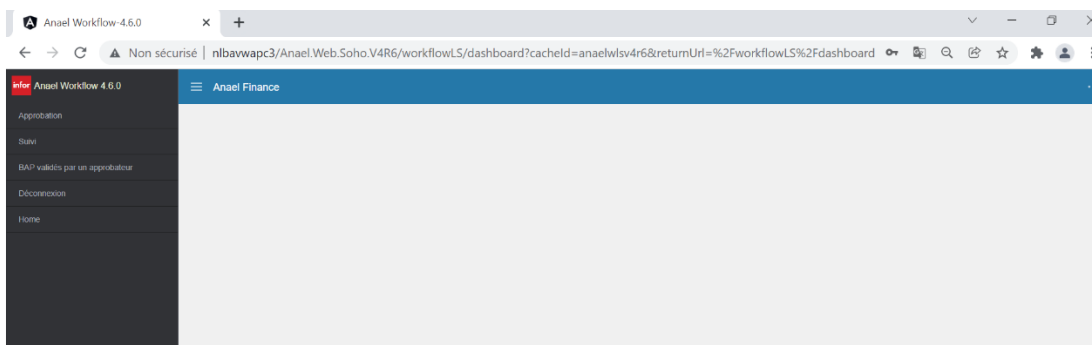 Anael Workflow-4.6.0
Non sécurisé | nlbavwapc3/Anael.Web.Soho.V4R6/workflowLS/dashboard?cacheId=anaelwlsv4r6&returnUrl=%2FworkflowLS%2Fdashboard
infor Anael Workflow 4.6.0
Anael Finance
Approbation
Suivi
BAP validés par un approbateur
Déconnexion
Home